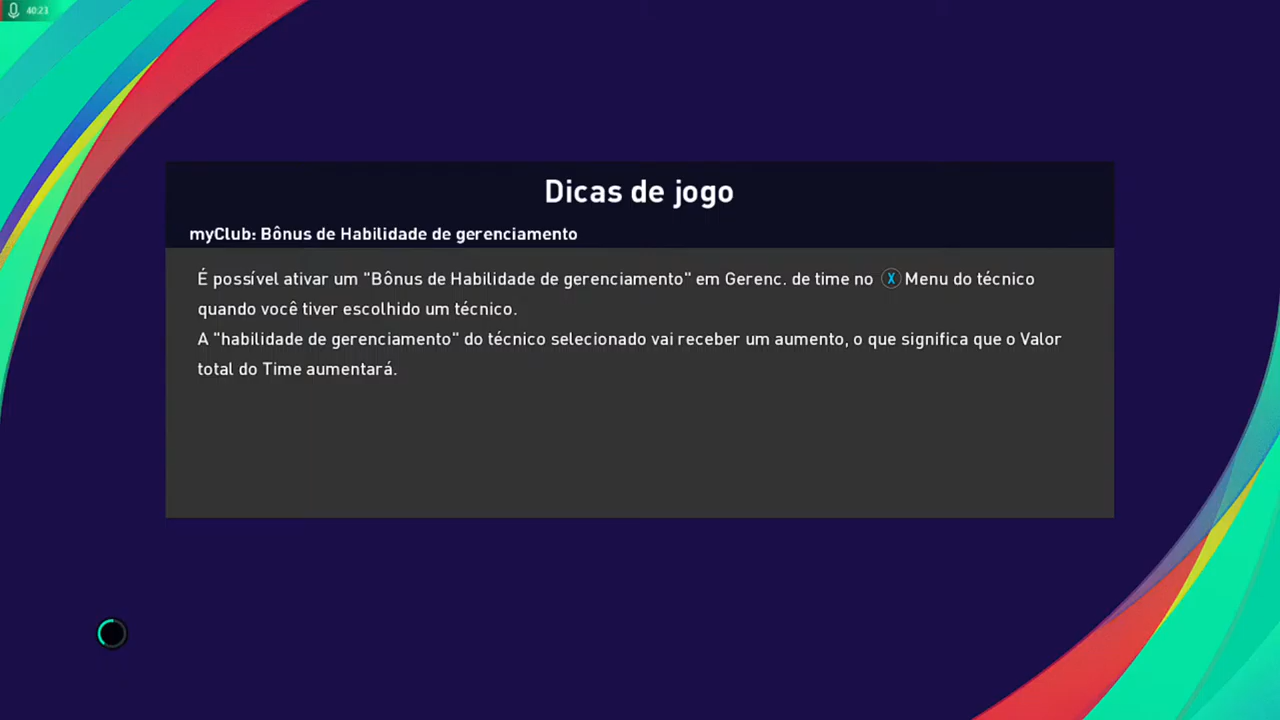 40:23
Dicas de jogo
myClub: Bônus de Habilidade de gerenciamento
É possível ativar um "Bônus de Habilidade de gerenciamento" em Gerenc. de time no X Menu do técnico
quando você tiver escolhido um técnico.
A "habilidade de gerenciamento" do técnico selecionado vai receber um aumento, o que significa que o Valor
total do Time aumentará.